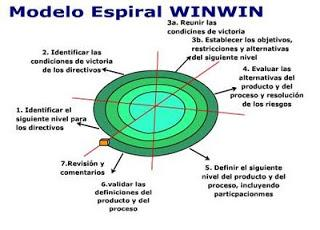 Modelo Espiral WINWIN
3a. Reunir las
condicines de victoria
3b. Establecer los objetivos,
restricciones y alternativas
del siguiente nivel
2. Identificar las
condiciones de victoria
de los directivos
4. Evaluar las
alternativas del
producto y del
proceso y resolución
de los riesgos
1. Identificar el
siguiente nivel para
los directivos
7.Revisión y
comentarios
6.validar las
definiciones del
producto y del
proceso
5. Definir el siguiente
nivel del producto y del
proceso, incluyendo
particpacionmes